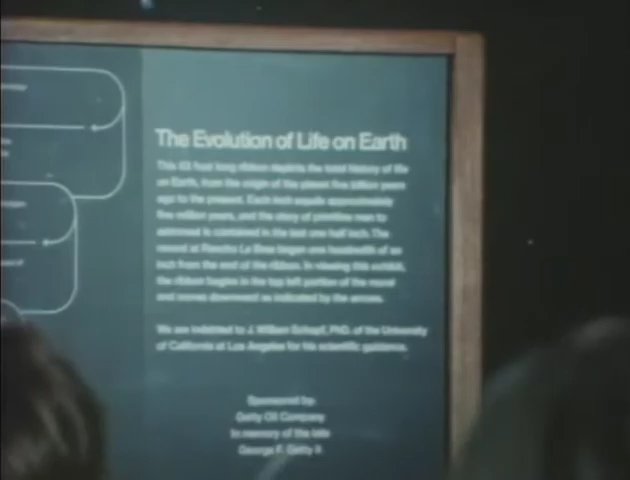 The Evolution of Life on Earth
This 83 foot long ribbon depicts the total history of life
on Earth, from the origin of the planet five billion years
ago to the present. Each inch equals approximately
five million years, and the story of primitive man to
astronaut is contained in the last one half inch. The
record at Rancho La Brea began one hundredth of an
inch from the end of the ribbon. In viewing this exhibit,
the ribbon begins in the top left portion of the mural
and moves downward as indicated by the arrows.
We are indebted to J. William Schopf, PhD. of the University
of California at Los Angeles for his scientific guidance.
Sponsored by:
Getty Oil Company
In memory of the late
George F. Getty II